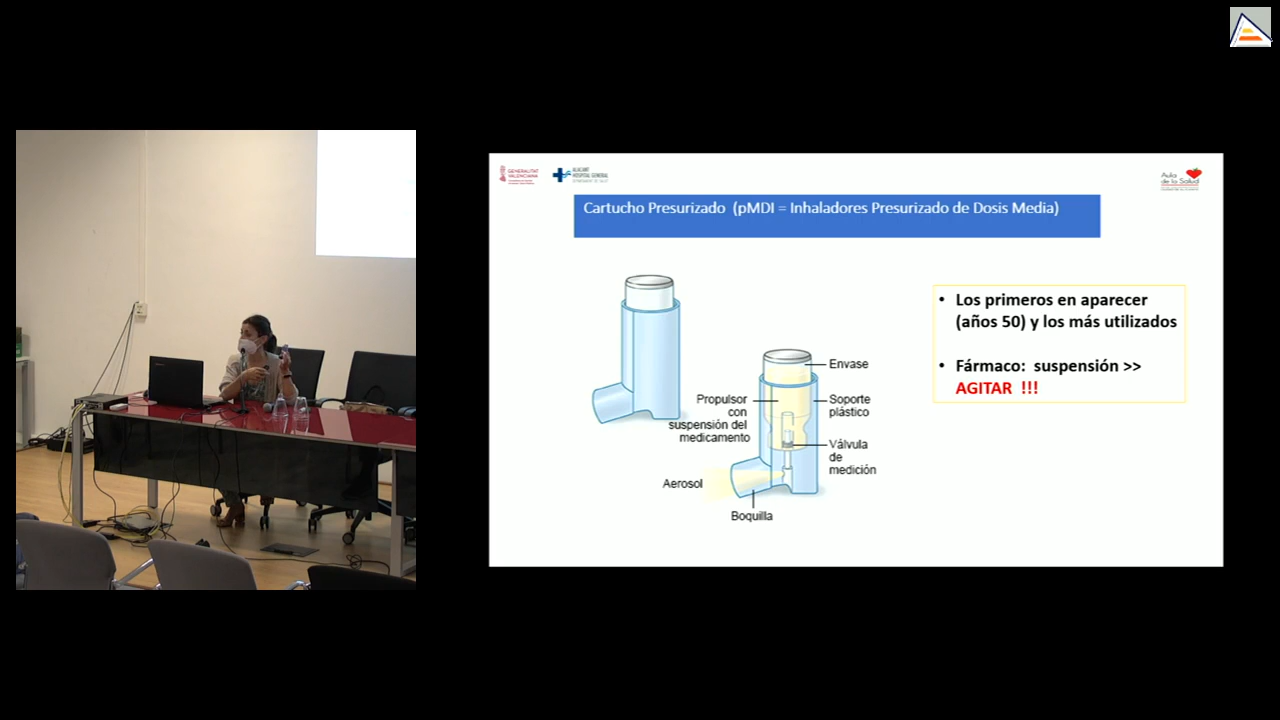 GENERALITAT
VALENCIANA
ALACANT
HOSPITAL GENERAL
Aula
de la Salud
Cartucho Presurizado (pMDI = Inhaladores Presurizado de Dosis Media)
• Los primeros en aparecer
(años 50) y los más utilizados
• Fármaco: suspensión >>
AGITAR !!!
Envase
Propulsor
con
suspensión del
medicamento
Soporte
plástico
Válvula
de
medición
Aerosol
Boquilla